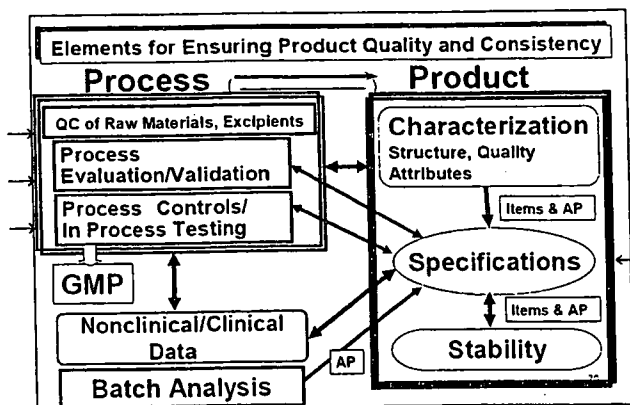 Elements for Ensuring Product Quality and Consistency
Process
Product
QC of Raw Materials, Excipients
Process
Evaluation/Validation
Process Controls/
In Process Testing
GMP
Nonclinical/Clinical
Data
Batch Analysis
AP
Characterization
Structure, Quality
Attributes
Items & AP
Specifications
Items & AP
Stability